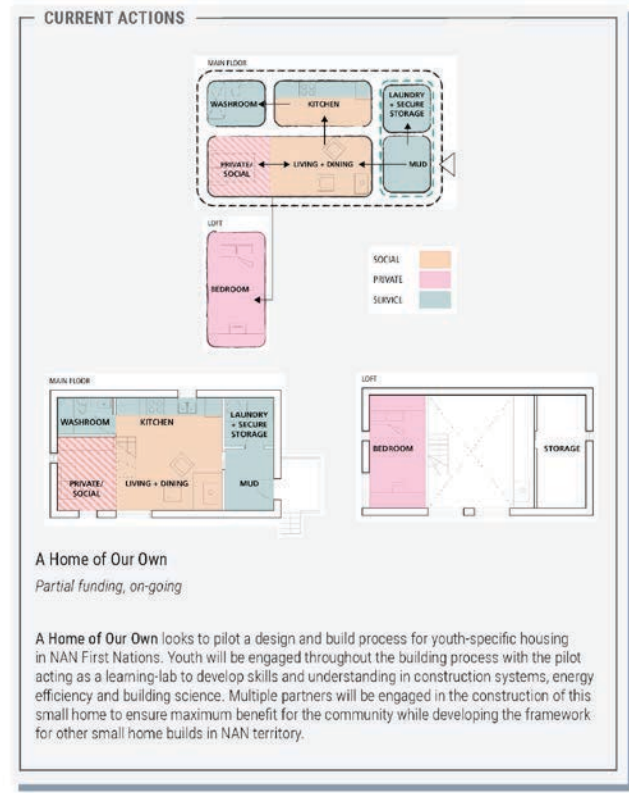 CURRENT ACTIONS
MAIN FLOOR
WASHROOM
KITCHEN
LAUNDRY
+ SECURE
STORAGE
PRIVATE/
SOCIAL
LIVING + DINING
MUD
LOFT
BEDROOM
SOCIAL
PRIVATE
SERVICE
MAIN FLOOR
WASHROOM
KITCHEN
LAUNDRY
+ SECURE
STORAGE
PRIVATE/
SOCIAL
LIVING + DINING
MUD
LOFT
BEDROOM
STORAGE
A Home of Our Own
Partial funding, on-going
A Home of Our Own looks to pilot a design and build process for youth-specific housing
in NAN First Nations. Youth will be engaged throughout the building process with the pilot
acting as a learning-lab to develop skills and understanding in construction systems, energy
efficiency and building science. Multiple partners will be engaged in the construction of this
small home to ensure maximum benefit for the community while developing the framework
for other small home builds in NAN territory.